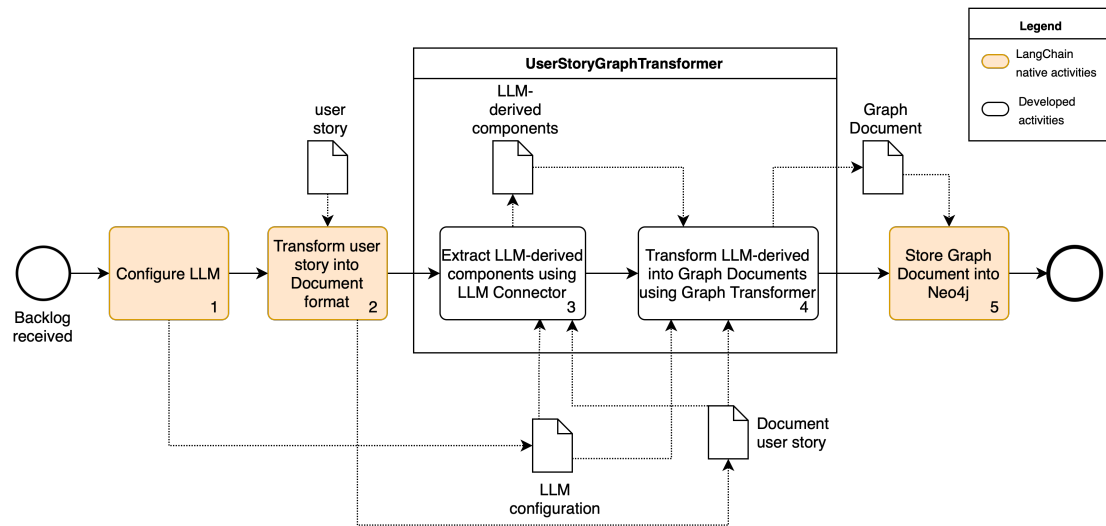 Legend
LangChain
native activities
Developed
activities
UserStoryGraphTransformer
user
story
LLM-
derived
components
Graph
Document
Backlog
received
Configure LLM
1
Transform user
story into
Document
format
2
Extract LLM-derived
components using
LLM Connector
3
Transform LLM-derived
into Graph Documents
using Graph Transformer
4
Store Graph
Document into
Neo4j
5
LLM
configuration
Document
user story